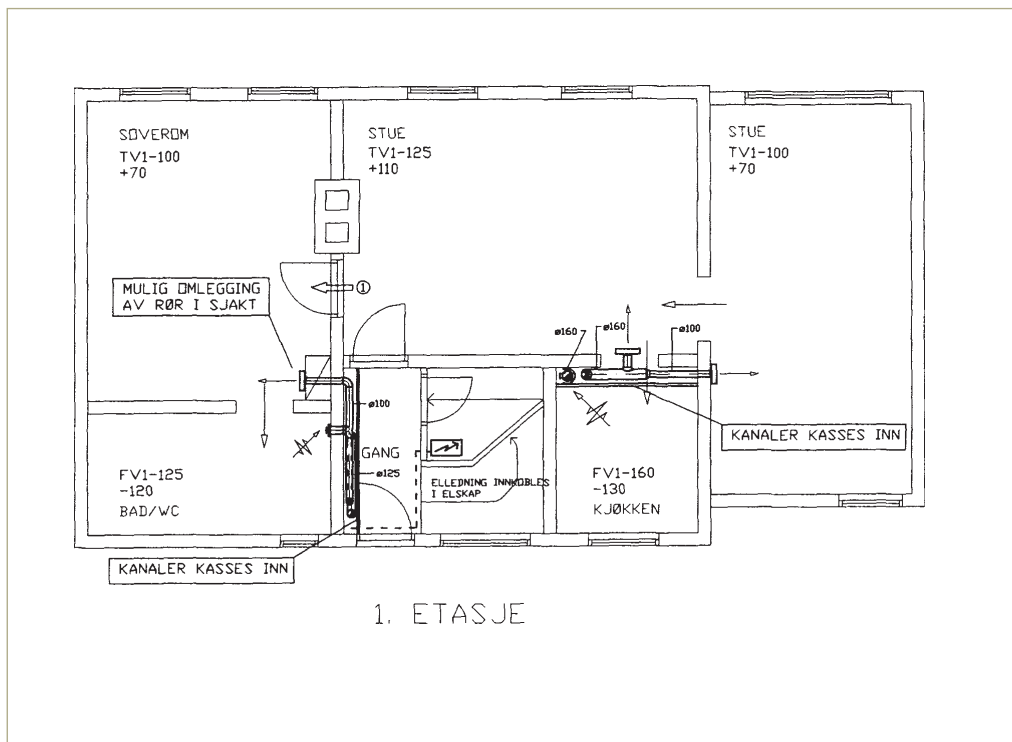 SOVEROM
TV1-100
+70
STUE
TV1-125
+110
STUE
TV1-100
+70
MULIG OMLEGGING
AV RØR I SJAKT
①
ø160
ø160
ø100
ø100
GANG
ø125
ELLEDNING INNKOBLES
I ELSKAP
KANALER KASSES INN
FV1-125
-120
BAD/WC
FV1-160
-130
KJØKKEN
KANALER KASSES INN
1. ETASJE